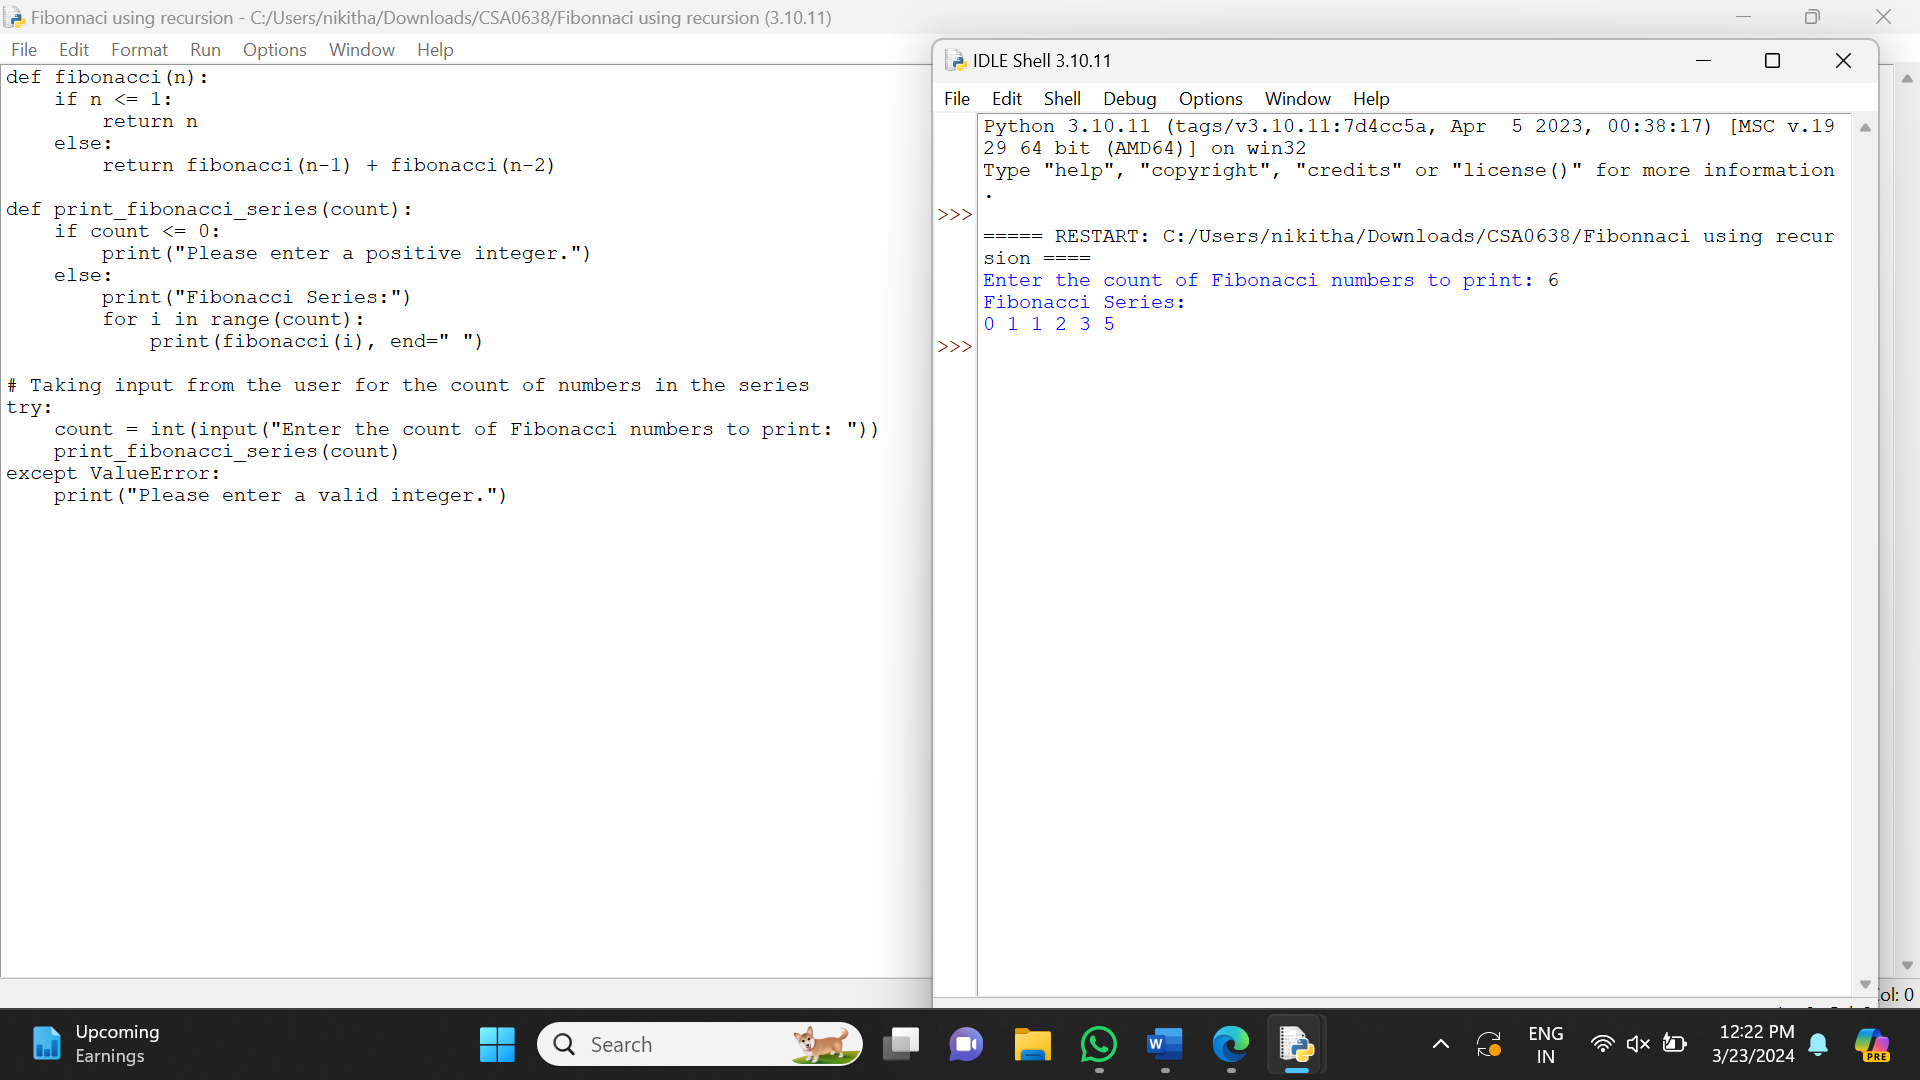 Fibonnaci using recursion - C:/Users/nikitha/Downloads/CSA0638/Fibonnaci using recursion (3.10.11)
File Edit Format Run Options Window Help
def fibonacci(n):
    if n <= 1:
        return n
    else:
        return fibonacci(n-1) + fibonacci(n-2)
def print_fibonacci_series(count):
    if count <= 0:
        print("Please enter a positive integer.")
    else:
        print("Fibonacci Series:")
        for i in range(count):
            print(fibonacci(i), end=" ")
# Taking input from the user for the count of numbers in the series
try:
    count = int(input("Enter the count of Fibonacci numbers to print: "))
    print_fibonacci_series(count)
except ValueError:
    print("Please enter a valid integer.")
IDLE Shell 3.10.11
File Edit Shell Debug Options Window Help
Python 3.10.11 (tags/v3.10.11:7d4cc5a, Apr  5 2023, 00:38:17) [MSC v.19
29 64 bit (AMD64)] on win32
Type "help", "copyright", "credits" or "license()" for more information
.
>>>
===== RESTART: C:/Users/nikitha/Downloads/CSA0638/Fibonnaci using recur
sion ====
Enter the count of Fibonacci numbers to print: 6
Fibonacci Series:
0 1 1 2 3 5
>>>
ol: 0
Upcoming
Earnings
Search
W
ENG
IN
12:22 PM
3/23/2024
PRE